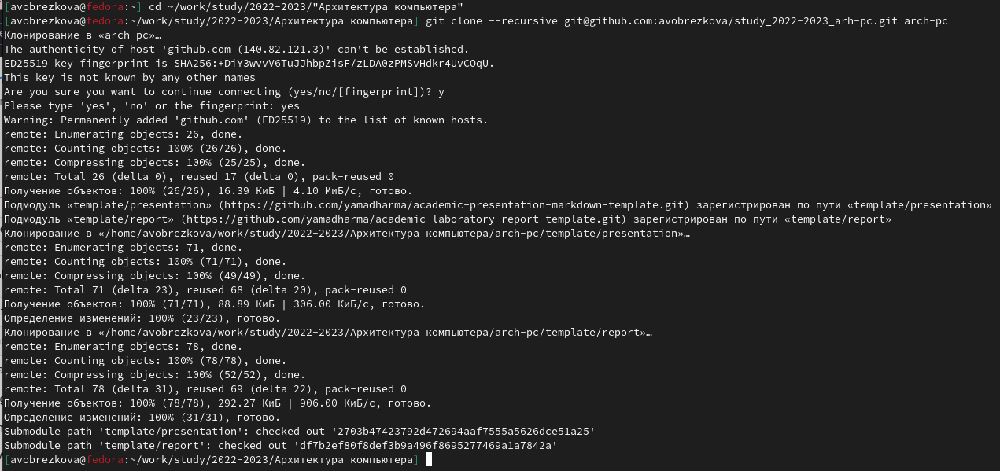 [avobrezkova@fedora:~] cd ~/work/study/2022-2023/"Архитектура компьютера"
[avobrezkova@fedora:~/work/study/2022-2023/Архитектура компьютера] git clone --recursive git@github.com:avobrezkova/study_2022-2023_arh-pc.git arch-pc
Клонирование в «arch-pc»…
The authenticity of host 'github.com (140.82.121.3)' can't be established.
ED25519 key fingerprint is SHA256:+DiY3wvvV6TuJJhbpZisF/zLDA0zPMSvHdkr4UvCOqU.
This key is not known by any other names
Are you sure you want to continue connecting (yes/no/[fingerprint])? y
Please type 'yes', 'no' or the fingerprint: yes
Warning: Permanently added 'github.com' (ED25519) to the list of known hosts.
remote: Enumerating objects: 26, done.
remote: Counting objects: 100% (26/26), done.
remote: Compressing objects: 100% (25/25), done.
remote: Total 26 (delta 0), reused 17 (delta 0), pack-reused 0
Получение объектов: 100% (26/26), 16.39 КиБ | 4.10 МиБ/с, готово.
Подмодуль «template/presentation» (https://github.com/yamadharma/academic-presentation-markdown-template.git) зарегистрирован по пути «template/presentation»
Подмодуль «template/report» (https://github.com/yamadharma/academic-laboratory-report-template.git) зарегистрирован по пути «template/report»
Клонирование в «/home/avobrezkova/work/study/2022-2023/Архитектура компьютера/arch-pc/template/presentation»…
remote: Enumerating objects: 71, done.
remote: Counting objects: 100% (71/71), done.
remote: Compressing objects: 100% (49/49), done.
remote: Total 71 (delta 23), reused 68 (delta 20), pack-reused 0
Получение объектов: 100% (71/71), 88.89 КиБ | 306.00 КиБ/с, готово.
Определение изменений: 100% (23/23), готово.
Клонирование в «/home/avobrezkova/work/study/2022-2023/Архитектура компьютера/arch-pc/template/report»…
remote: Enumerating objects: 78, done.
remote: Counting objects: 100% (78/78), done.
remote: Compressing objects: 100% (52/52), done.
remote: Total 78 (delta 31), reused 69 (delta 22), pack-reused 0
Получение объектов: 100% (78/78), 292.27 КиБ | 906.00 КиБ/с, готово.
Определение изменений: 100% (31/31), готово.
Submodule path 'template/presentation': checked out '2703b47423792d472694aaf7555a5626dce51a25'
Submodule path 'template/report': checked out 'df7b2ef80f8def3b9a496f8695277469a1a7842a'
[avobrezkova@fedora:~/work/study/2022-2023/Архитектура компьютера]